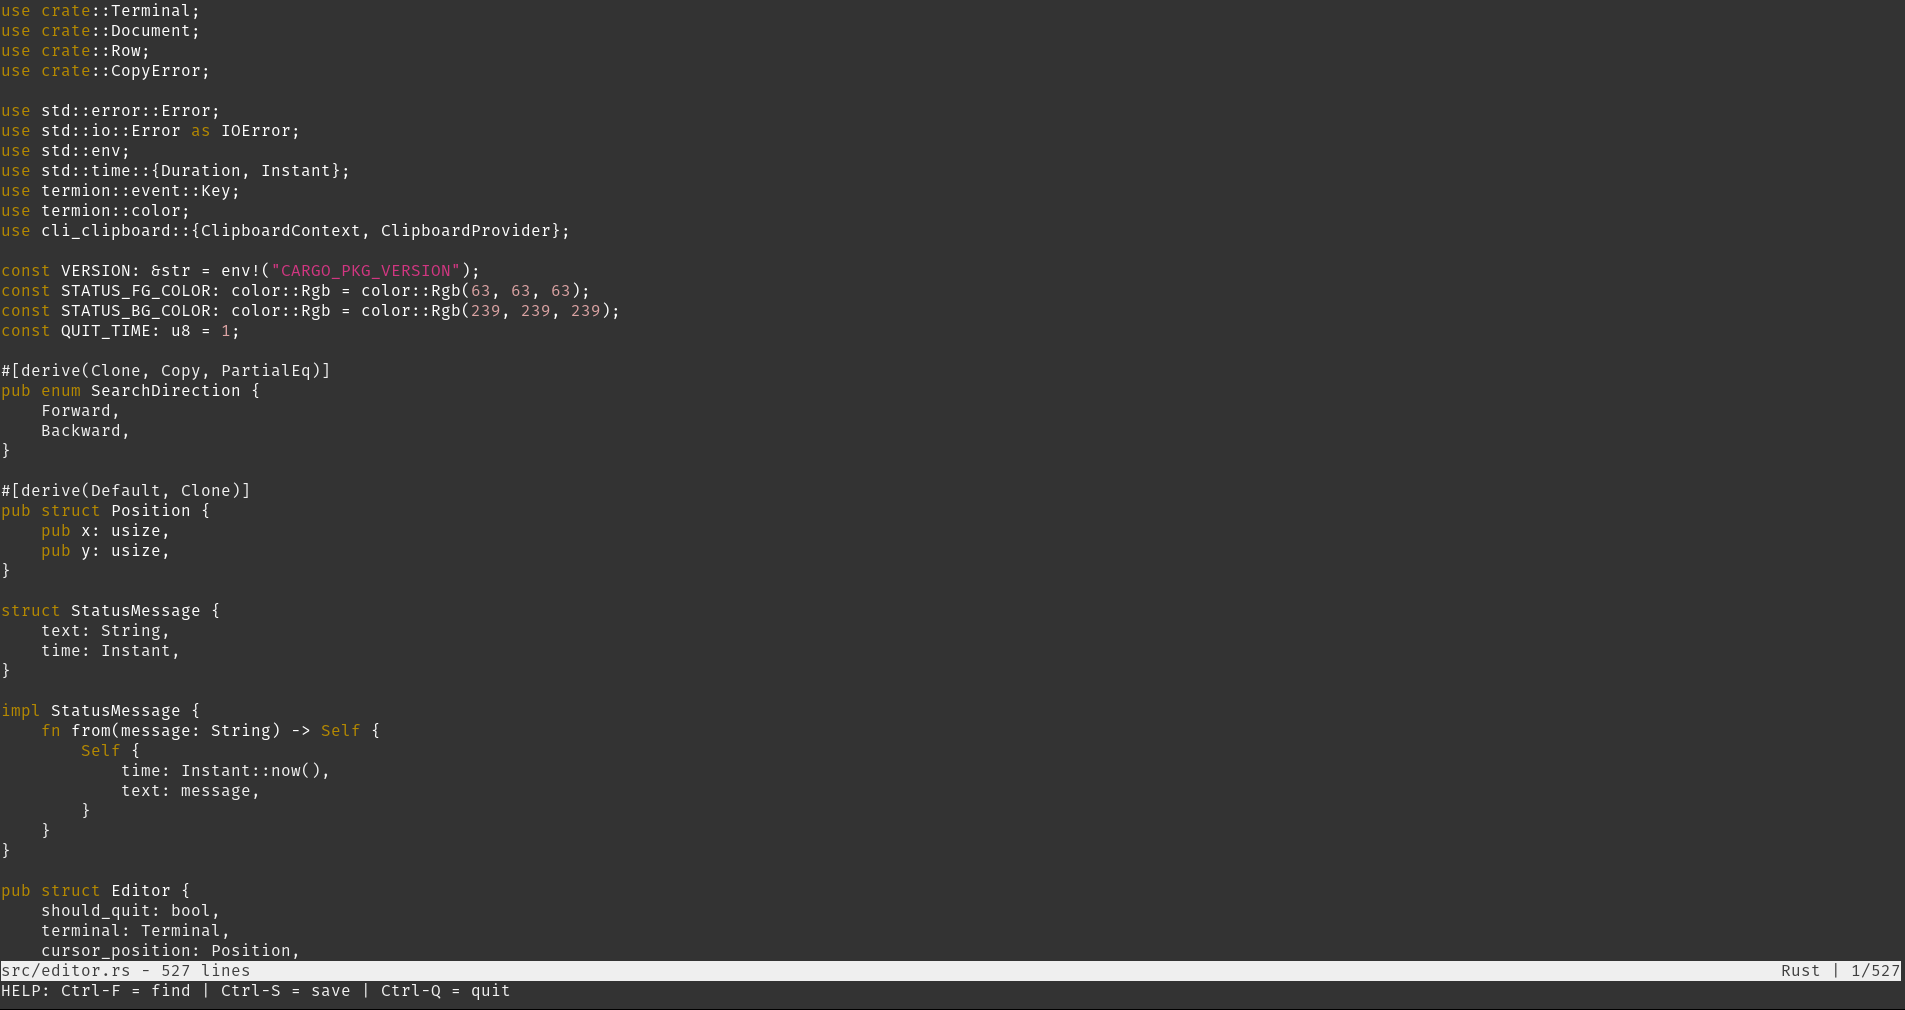 use crate::Terminal;
use crate::Document;
use crate::Row;
use crate::CopyError;

use std::error::Error;
use std::io::Error as IOError;
use std::env;
use std::time::{Duration, Instant};
use termion::event::Key;
use termion::color;
use cli_clipboard::{ClipboardContext, ClipboardProvider};

const VERSION: &str = env!("CARGO_PKG_VERSION");
const STATUS_FG_COLOR: color::Rgb = color::Rgb(63, 63, 63);
const STATUS_BG_COLOR: color::Rgb = color::Rgb(239, 239, 239);
const QUIT_TIME: u8 = 1;

#[derive(Clone, Copy, PartialEq)]
pub enum SearchDirection {
    Forward,
    Backward,
}

#[derive(Default, Clone)]
pub struct Position {
    pub x: usize,
    pub y: usize,
}

struct StatusMessage {
    text: String,
    time: Instant,
}

impl StatusMessage {
    fn from(message: String) -> Self {
        Self {
            time: Instant::now(),
            text: message,
        }
    }
}

pub struct Editor {
    should_quit: bool,
    terminal: Terminal,
    cursor_position: Position,
src/editor.rs - 527 lines Rust | 1/527
HELP: Ctrl-F = find | Ctrl-S = save | Ctrl-Q = quit